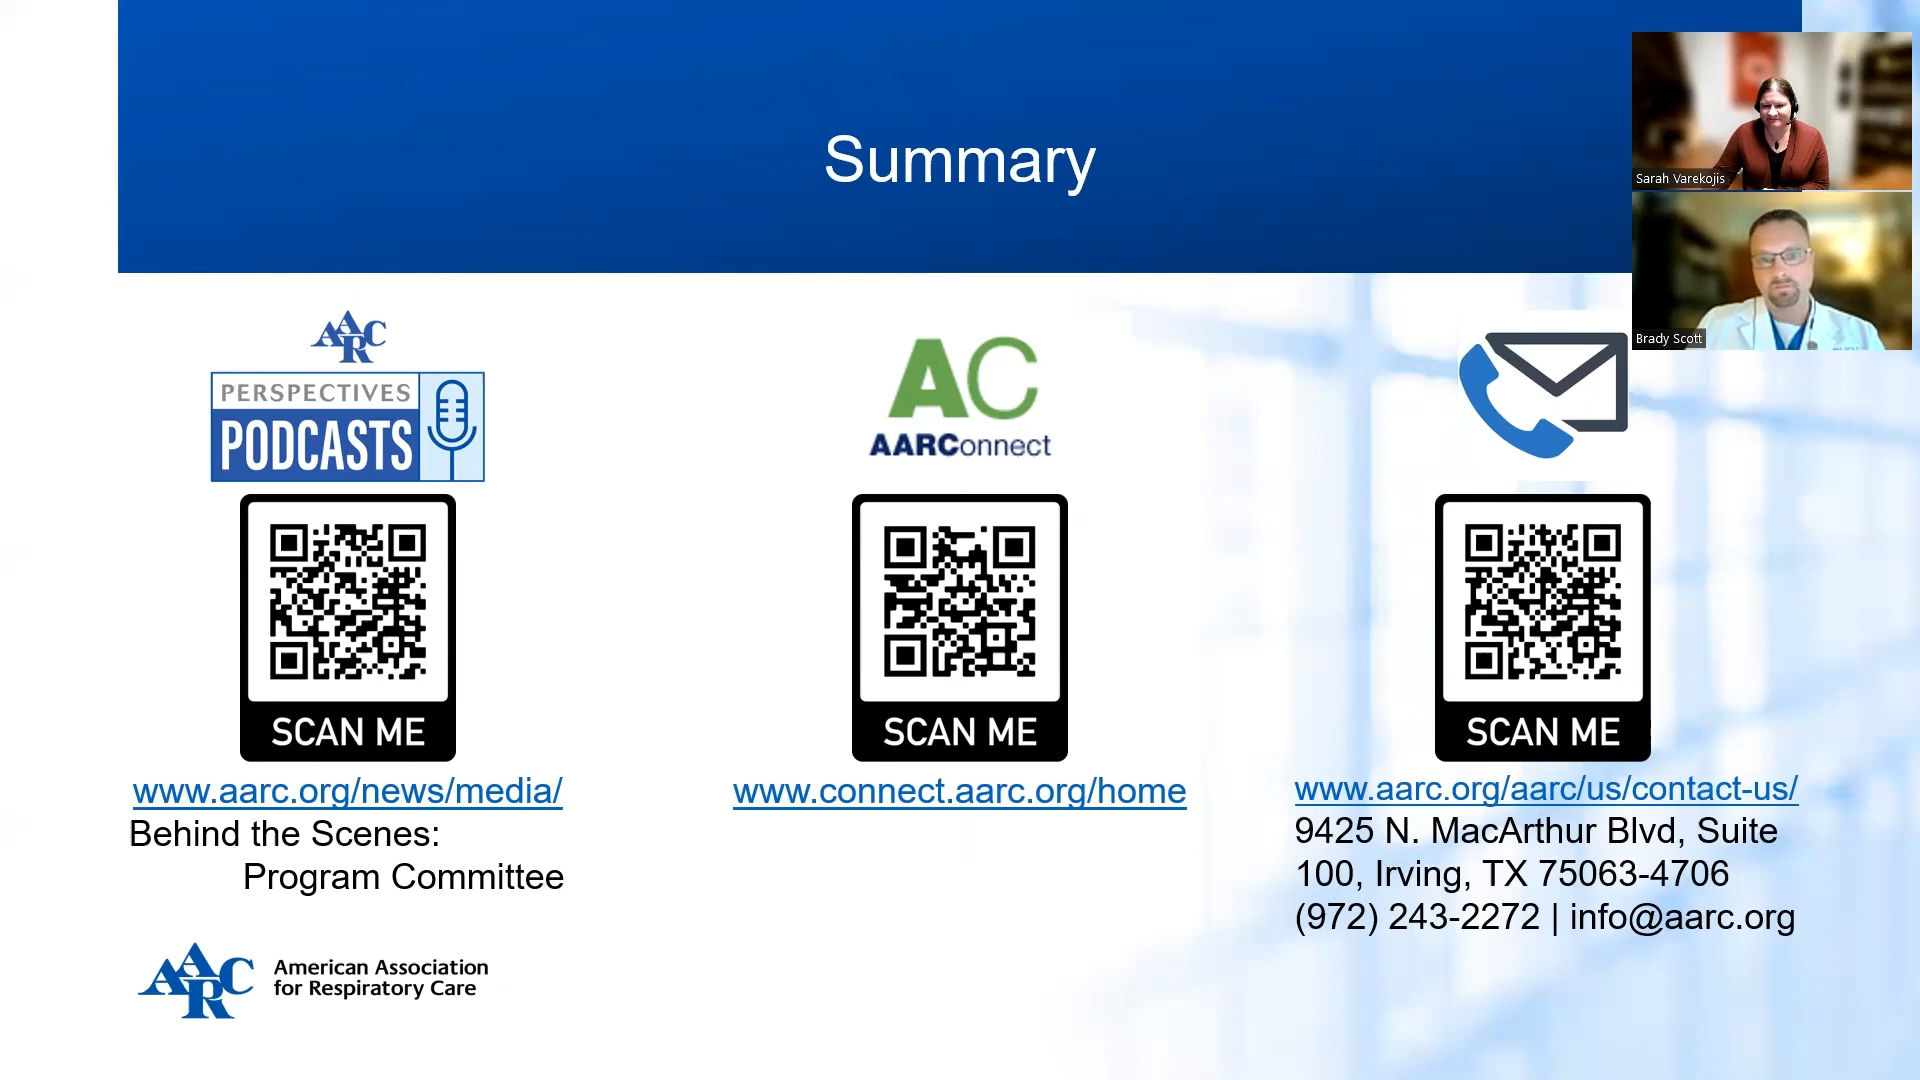 Summary
Sarah Varekojis
Brady Scott
AARC
PERSPECTIVES
PODCASTS
SCAN ME
www.aarc.org/news/media/
Behind the Scenes:
Program Committee
AC
AARConnect
SCAN ME
www.connect.aarc.org/home
SCAN ME
www.aarc.org/aarc/us/contact-us/
9425 N. MacArthur Blvd, Suite
100, Irving, TX 75063-4706
(972) 243-2272 | info@aarc.org
AARC
American Association
for Respiratory Care